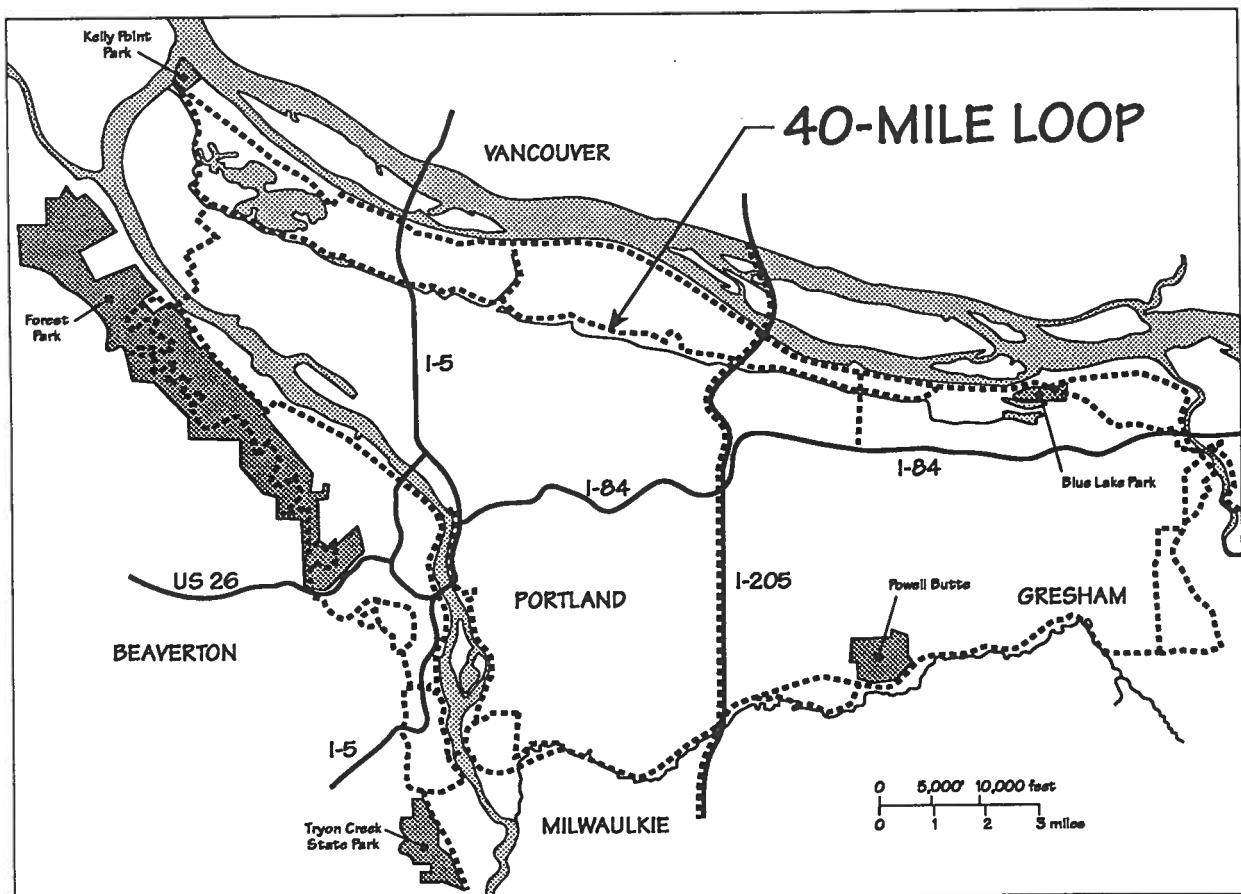 Kelly Point
Park
40-MILE LOOP
VANCOUVER
Forest
Park
I-5
I-84
I-84
Blue Lake Park
US 26
PORTLAND
I-205
Powell Butte
GRESHAM
BEAVERTON
I-5
Tryon Creek
State Park
MILWAULKIE
0 5,000' 10,000 feet
0 1 2 3 miles